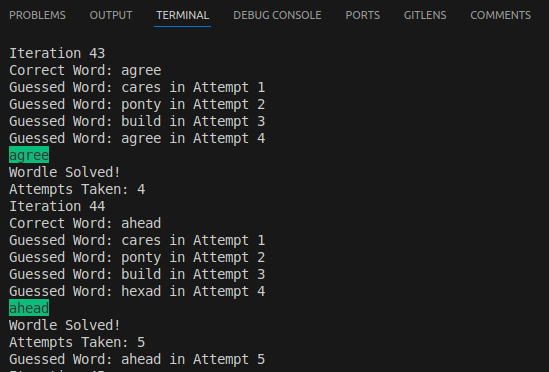 PROBLEMS OUTPUT TERMINAL DEBUG CONSOLE PORTS GITLENS COMMENTS
Iteration 43
Correct Word: agree
Guessed Word: cares in Attempt 1
Guessed Word: ponty in Attempt 2
Guessed Word: build in Attempt 3
Guessed Word: agree in Attempt 4
agree
Wordle Solved!
Attempts Taken: 4
Iteration 44
Correct Word: ahead
Guessed Word: cares in Attempt 1
Guessed Word: ponty in Attempt 2
Guessed Word: build in Attempt 3
Guessed Word: hexad in Attempt 4
ahead
Wordle Solved!
Attempts Taken: 5
Guessed Word: ahead in Attempt 5